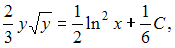 2/3 y√y = 1/2 ln² x + 1/6 C,